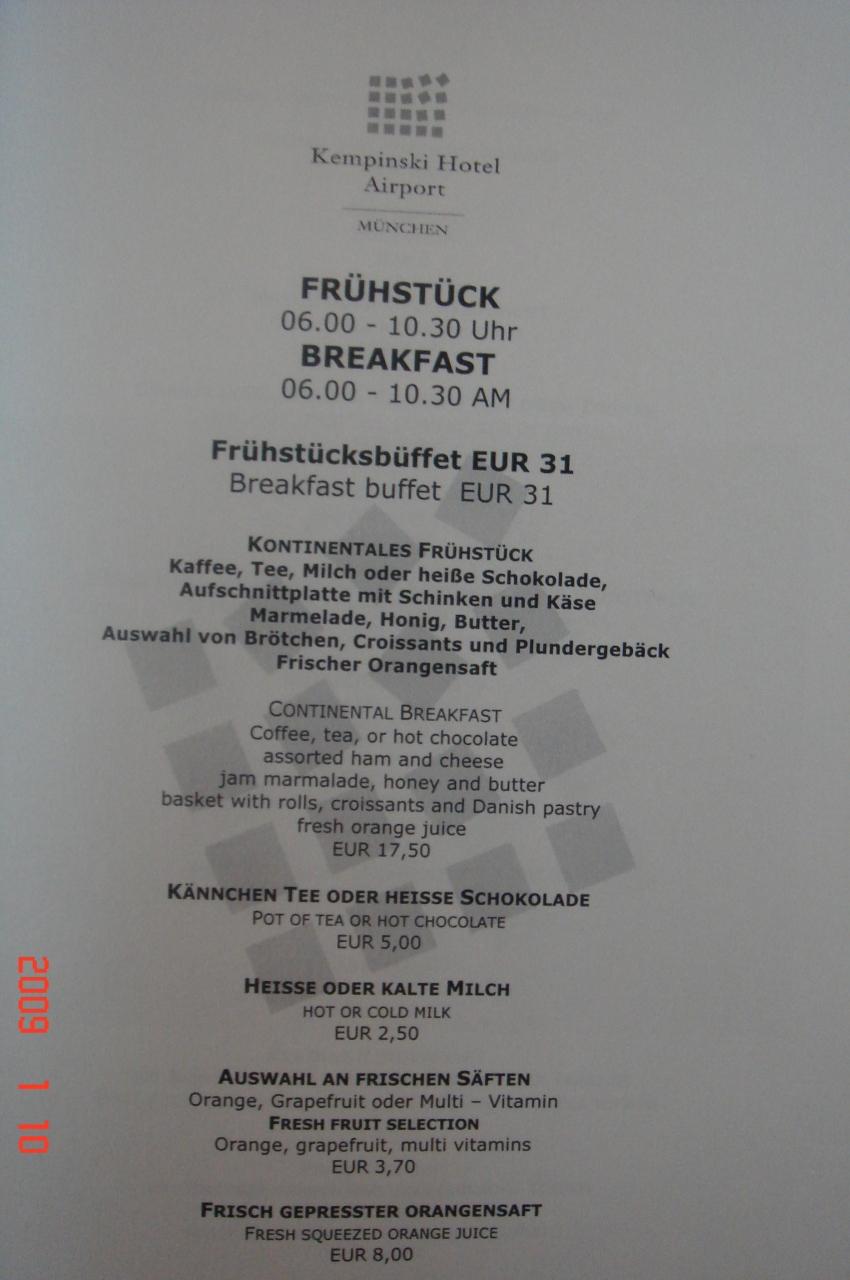 Kempinski Hotel
Airport
MÜNCHEN
FRÜHSTÜCK
06.00 - 10.30 Uhr
BREAKFAST
06.00 - 10.30 AM
Frühstücksbüffet EUR 31
Breakfast buffet EUR 31
KONTINENTALES FRÜHSTÜCK
Kaffee, Tee, Milch oder heiße Schokolade,
Aufschnittplatte mit Schinken und Käse
Marmelade, Honig, Butter,
Auswahl von Brötchen, Croissants und Plundergebäck
Frischer Orangensaft
CONTINENTAL BREAKFAST
Coffee, tea, or hot chocolate
assorted ham and cheese
jam marmalade, honey and butter
basket with rolls, croissants and Danish pastry
fresh orange juice
EUR 17,50
KÄNNCHEN TEE ODER HEISSE SCHOKOLADE
POT OF TEA OR HOT CHOCOLATE
EUR 5,00
HEISSE ODER KALTE MILCH
HOT OR COLD MILK
EUR 2,50
AUSWAHL AN FRISCHEN SÄFTEN
Orange, Grapefruit oder Multi – Vitamin
FRESH FRUIT SELECTION
Orange, grapefruit, multi vitamins
EUR 3,70
FRISCH GEPRESSTER ORANGENSAFT
FRESH SQUEEZED ORANGE JUICE
EUR 8,00
2009 1 10